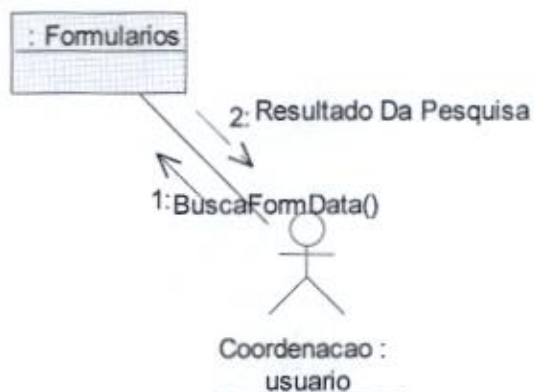 : Formularios
2: Resultado Da Pesquisa
1: BuscaFormData()
Coordenacao :
usuario